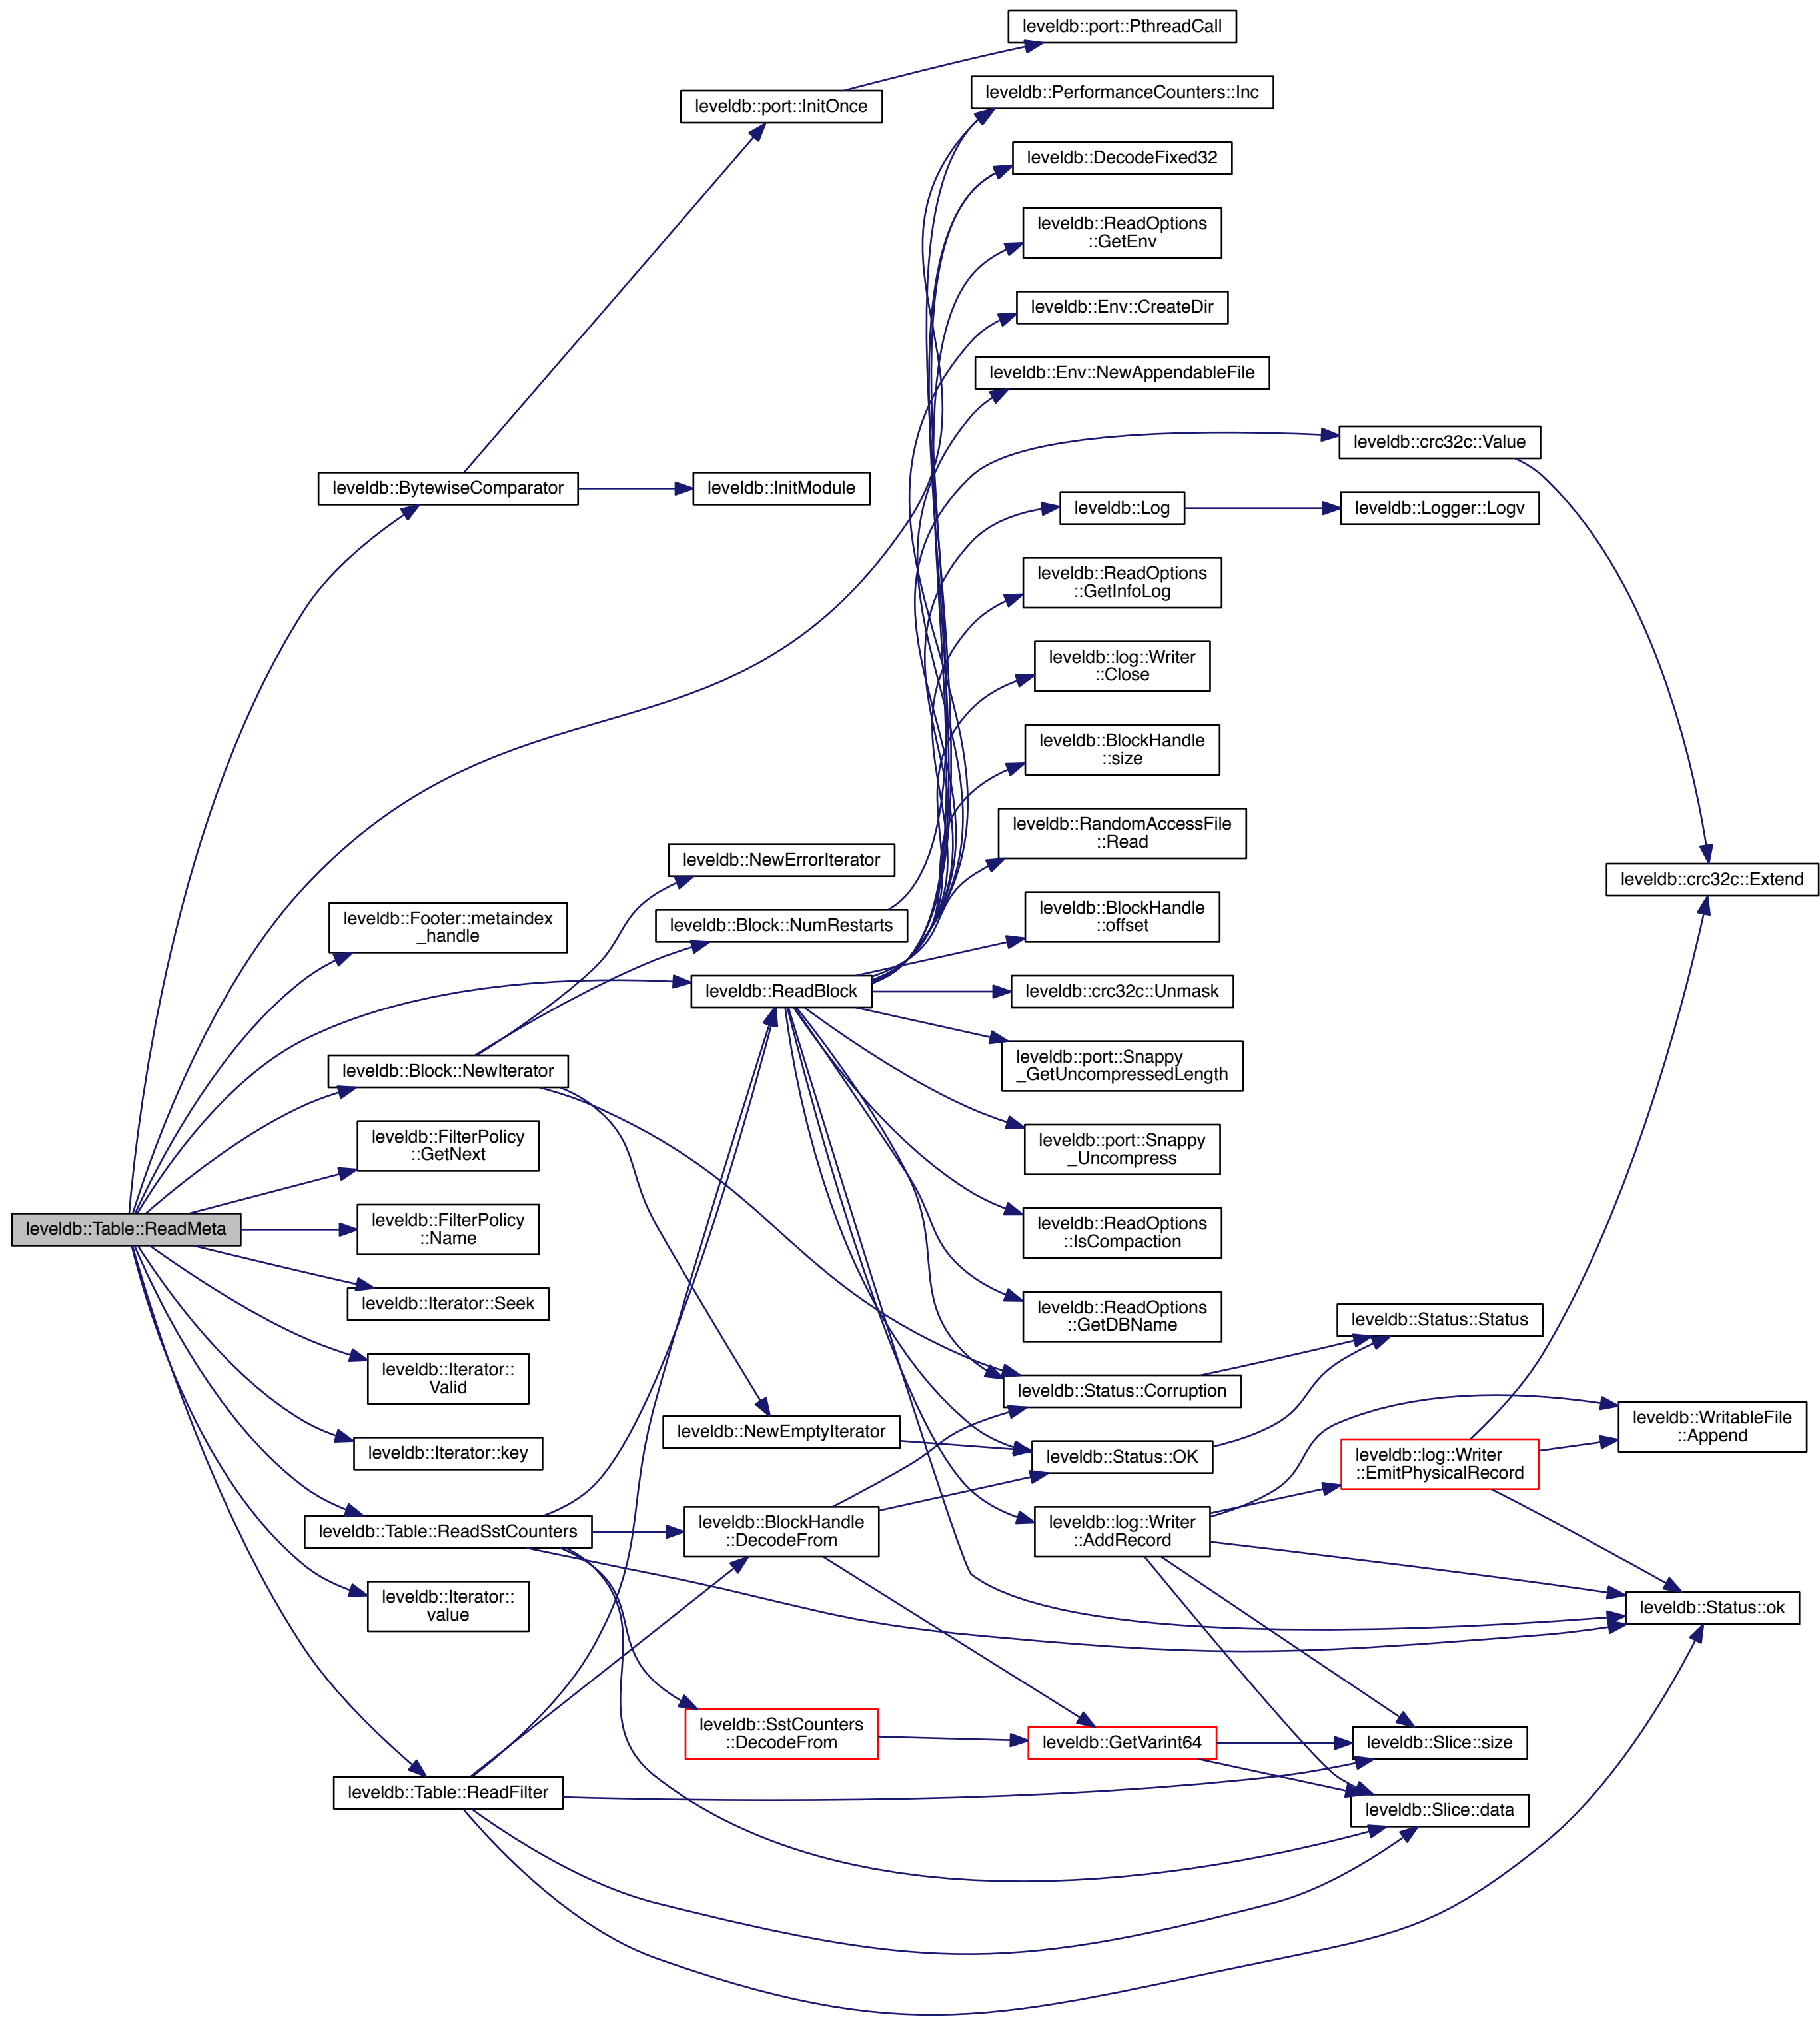 leveldb::port::PthreadCall
leveldb::PerformanceCounters::Inc
leveldb::port::InitOnce
leveldb::DecodeFixed32
leveldb::ReadOptions
::GetEnv
leveldb::Env::CreateDir
leveldb::Env::NewAppendableFile
leveldb::crc32c::Value
leveldb::BytewiseComparator
leveldb::InitModule
leveldb::Log
leveldb::Logger::Logv
leveldb::ReadOptions
::GetInfoLog
leveldb::log::Writer
::Close
leveldb::BlockHandle
::size
leveldb::RandomAccessFile
::Read
leveldb::NewErrorIterator
leveldb::crc32c::Extend
leveldb::Footer::metaindex
_handle
leveldb::Block::NumRestarts
leveldb::BlockHandle
::offset
leveldb::ReadBlock
leveldb::crc32c::Unmask
leveldb::Block::NewIterator
leveldb::port::Snappy
_GetUncompressedLength
leveldb::FilterPolicy
::GetNext
leveldb::port::Snappy
_Uncompress
leveldb::Table::ReadMeta
leveldb::FilterPolicy
::Name
leveldb::ReadOptions
::IsCompaction
leveldb::Iterator::Seek
leveldb::ReadOptions
::GetDBName
leveldb::Status::Status
leveldb::Iterator::
Valid
leveldb::Status::Corruption
leveldb::Iterator::key
leveldb::NewEmptyIterator
leveldb::Status::OK
leveldb::log::Writer
::EmitPhysicalRecord
leveldb::WritableFile
::Append
leveldb::Table::ReadSstCounters
leveldb::BlockHandle
::DecodeFrom
leveldb::log::Writer
::AddRecord
leveldb::Iterator::
value
leveldb::Status::ok
leveldb::SstCounters
::DecodeFrom
leveldb::GetVarint64
leveldb::Slice::size
leveldb::Table::ReadFilter
leveldb::Slice::data